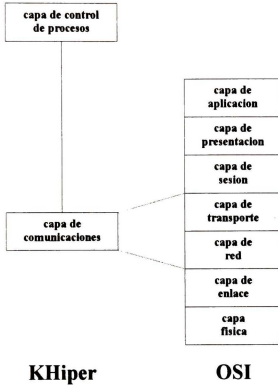 capa de control
de procesos
capa de
aplicacion
capa de
presentacion
capa de
sesion
capa de
transporte
capa de
red
capa de
enlace
capa
fisica
capa de
comunicaciones
KHiper
OSI